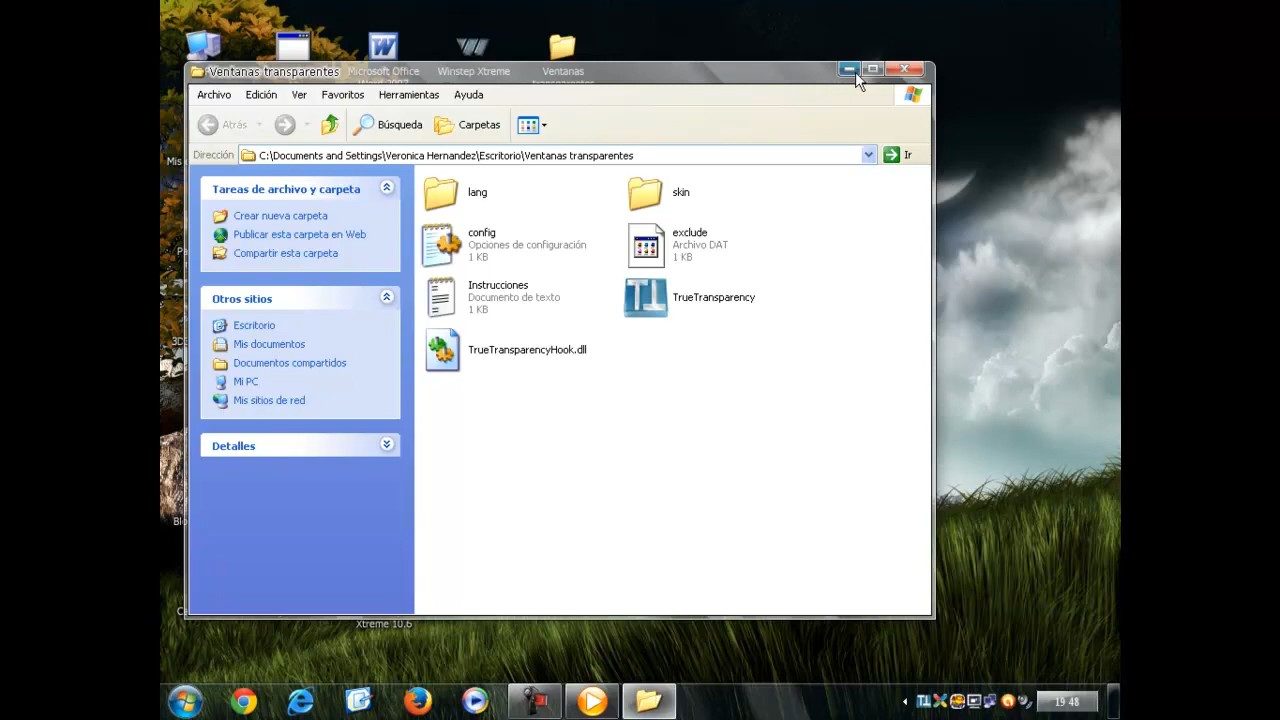 Ventanas transparentes
Microsoft Office
Winstep Xtreme
Ventanas
Archivo Edición Ver Favoritos Herramientas Ayuda
Atrás Búsqueda Carpetas
Dirección C:\Documents and Settings\Veronica Hernandez\Escritorio\Ventanas transparentes Ir
Tareas de archivo y carpeta
Crear nueva carpeta
Publicar esta carpeta en Web
Compartir esta carpeta
Otros sitios
Escritorio
Mis documentos
Documentos compartidos
Mi PC
Mis sitios de red
Detalles
lang
skin
config
Opciones de configuración
1 KB
exclude
Archivo DAT
1 KB
Instrucciones
Documento de texto
1 KB
TrueTransparency
TrueTransparencyHook.dll
Mis
Xtreme 10.6
19:48